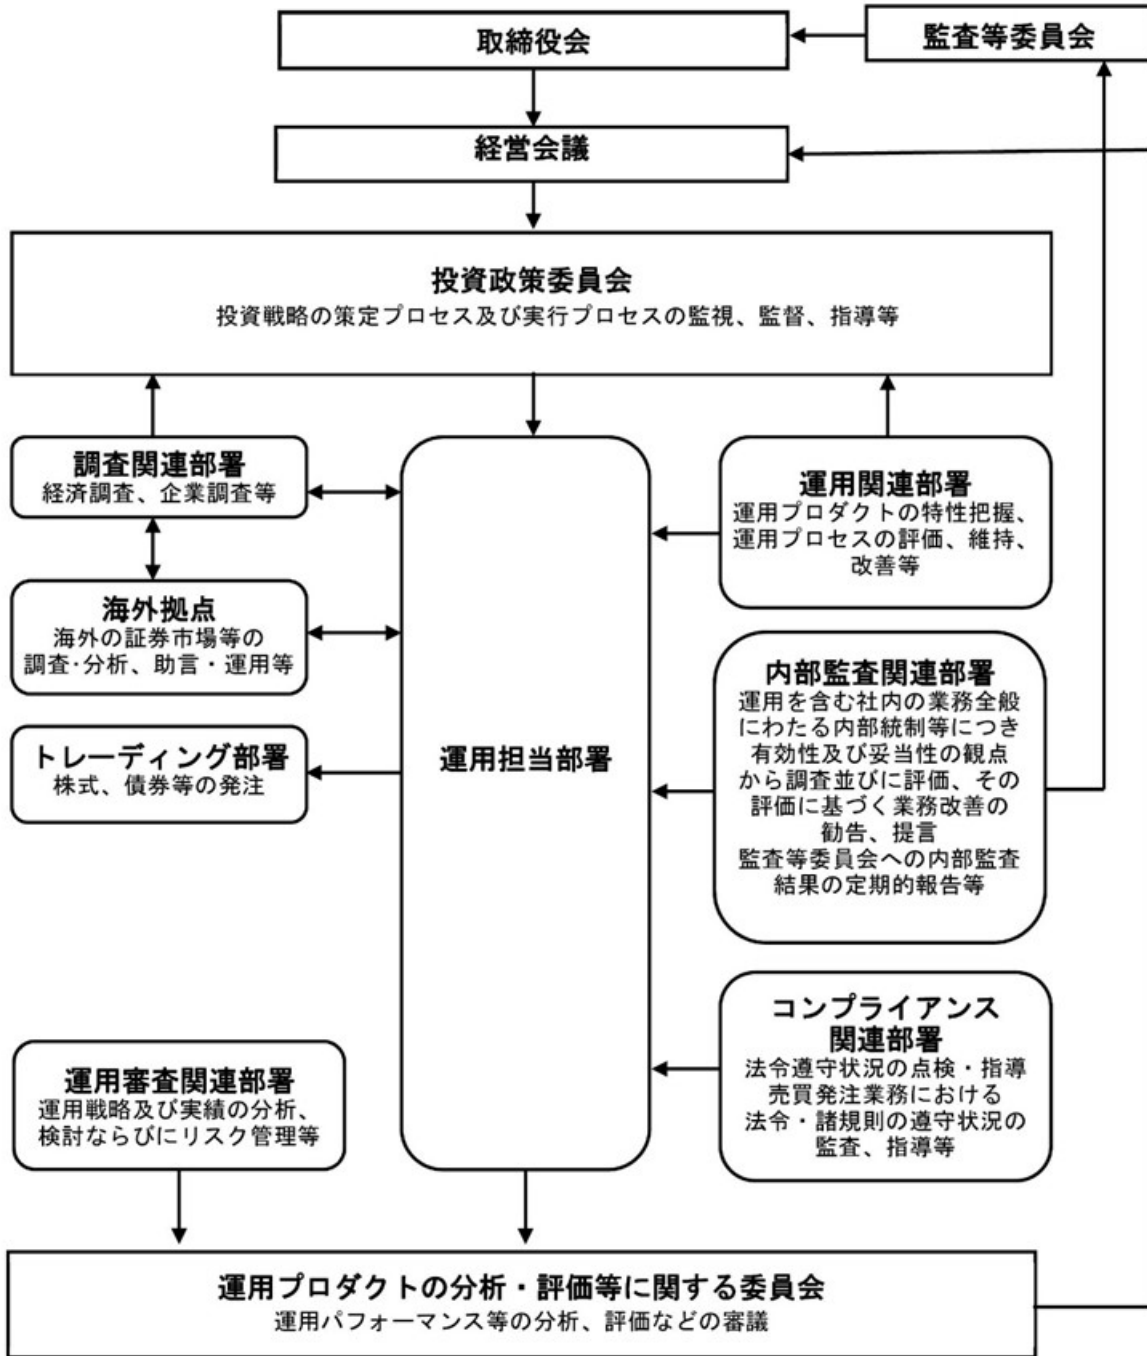 取締役会
監査等委員会
経営会議
投資政策委員会
投資戦略の策定プロセス及び実行プロセスの監視、監督、指導等
調査関連部署
経済調査、企業調査等
海外拠点
海外の証券市場等の
調査･分析、助言・運用等
トレーディング部署
株式、債券等の発注
運用担当部署
運用関連部署
運用プロダクトの特性把握、
運用プロセスの評価、維持、
改善等
内部監査関連部署
運用を含む社内の業務全般
にわたる内部統制等につき
有効性及び妥当性の観点
から調査並びに評価、その
評価に基づく業務改善の
勧告、提言
監査等委員会への内部監査
結果の定期的報告等
コンプライアンス
関連部署
法令遵守状況の点検・指導
売買発注業務における
法令・諸規則の遵守状況の
監査、指導等
運用審査関連部署
運用戦略及び実績の分析、
検討ならびにリスク管理等
運用プロダクトの分析・評価等に関する委員会
運用パフォーマンス等の分析、評価などの審議